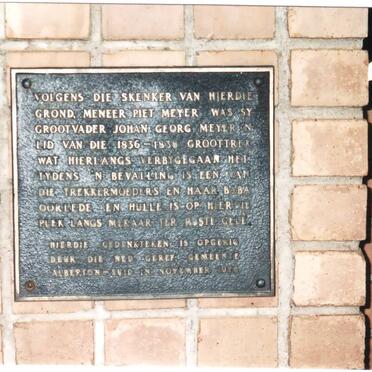 VOLGENS DIE SKENKER VAN HIERDIE
GROND, MENEER PIET MEYER, WAS SY
GROOTVADER JOHAN GEORG MEYER 'N
LID VAN DIE 1836-1838 GROOTTREK
WAT HIERLANGS VERBYGEGAAN HET.
TYDENS 'N BEVALLING IS EEN VAN
DIE TREKKERMOEDERS EN HAAR BABA
OORLEDE EN HULLE IS OP HIERDIE
PLEK LANGS MEKAAR TER RUSTE GELÊ.
HIERDIE GEDENKTEKEN IS OPGERIG
DEUR DIE NED GEREF GEMEENTE
ALBERTON-SUID IN NOVEMBER